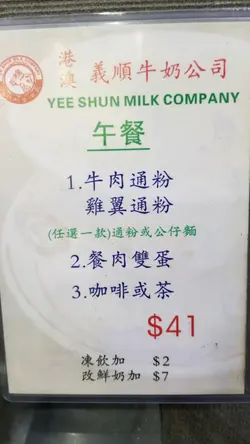 港澳 義順牛奶公司
YEE SHUN MILK COMPANY
午餐
1.牛肉通粉
雞翼通粉
(任選一款)通粉或公仔麵
2.餐肉雙蛋
3.咖啡或茶
$41
凍飲加 $2
改鮮奶加 $7